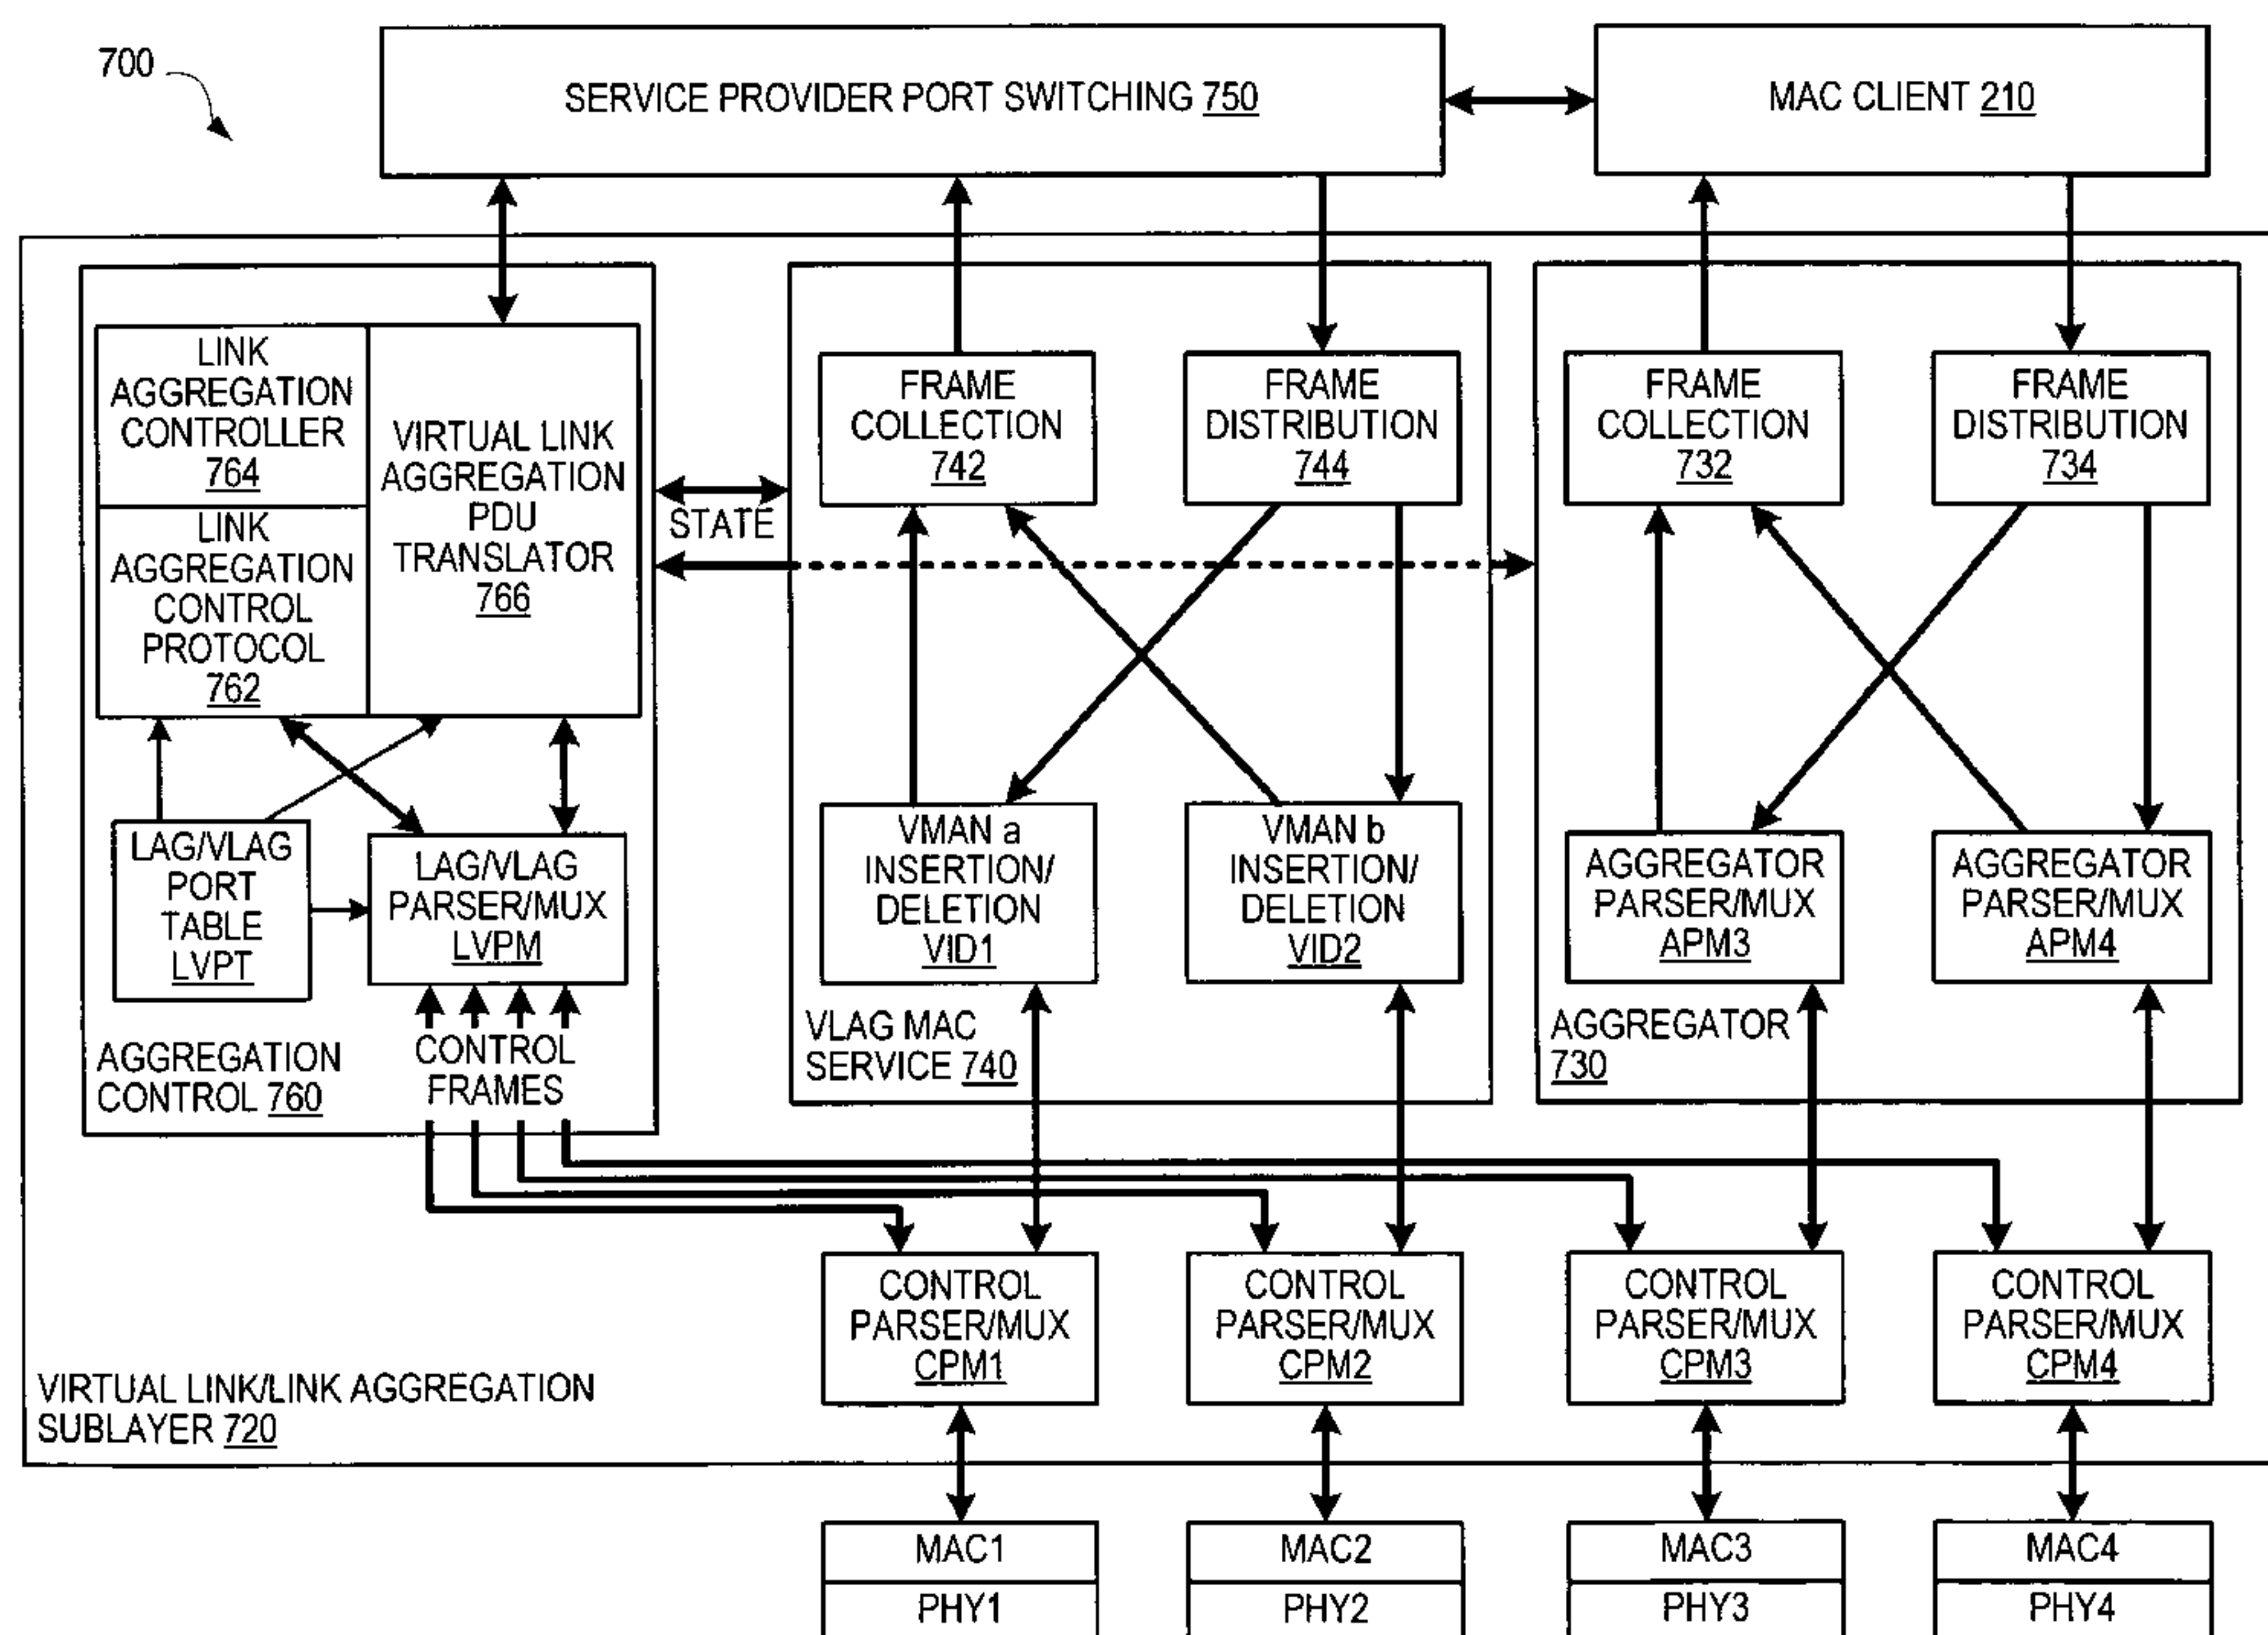 700
SERVICE PROVIDER PORT SWITCHING 750
MAC CLIENT 210
LINK
AGGREGATION
CONTROLLER
764
LINK
AGGREGATION
CONTROL
PROTOCOL
762
VIRTUAL LINK
AGGREGATION
PDU
TRANSLATOR
766
STATE
FRAME
COLLECTION
742
FRAME
DISTRIBUTION
744
FRAME
COLLECTION
732
FRAME
DISTRIBUTION
734
LAG/VLAG
PORT
TABLE
LVPT
LAG/VLAG
PARSER/MUX
LVPM
VMAN a
INSERTION/
DELETION
VID1
VMAN b
INSERTION/
DELETION
VID2
AGGREGATOR
PARSER/MUX
APM3
AGGREGATOR
PARSER/MUX
APM4
AGGREGATION
CONTROL 760
CONTROL
FRAMES
VLAG MAC
SERVICE 740
AGGREGATOR
730
CONTROL
PARSER/MUX
CPM1
CONTROL
PARSER/MUX
CPM2
CONTROL
PARSER/MUX
CPM3
CONTROL
PARSER/MUX
CPM4
VIRTUAL LINK/LINK AGGREGATION
SUBLAYER 720
MAC1
MAC2
MAC3
MAC4
PHY1
PHY2
PHY3
PHY4